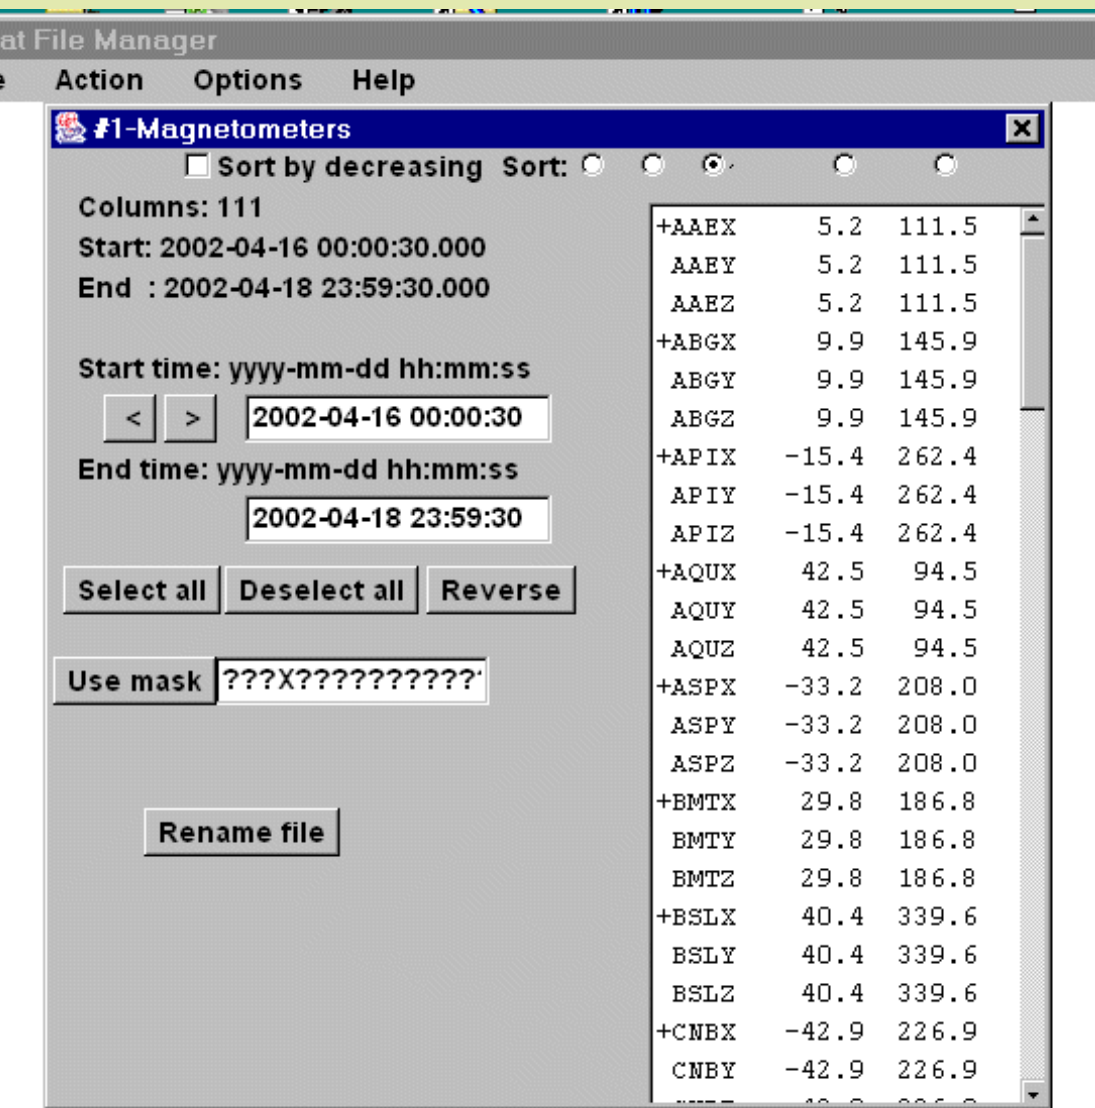 at File Manager
Action Options Help
#1-Magnetometers
Sort by decreasing Sort:
Columns: 111
Start: 2002-04-16 00:00:30.000
End : 2002-04-18 23:59:30.000
Start time: yyyy-mm-dd hh:mm:ss
< > 2002-04-16 00:00:30
End time: yyyy-mm-dd hh:mm:ss
2002-04-18 23:59:30
Select all Deselect all Reverse
Use mask ???X??????????
Rename file
+AAEX 5.2 111.5
AAEY 5.2 111.5
AAEZ 5.2 111.5
+ABGX 9.9 145.9
ABGY 9.9 145.9
ABGZ 9.9 145.9
+APIX -15.4 262.4
APIY -15.4 262.4
APIZ -15.4 262.4
+AQUX 42.5 94.5
AQUY 42.5 94.5
AQUZ 42.5 94.5
+ASPX -33.2 208.0
ASPY -33.2 208.0
ASPZ -33.2 208.0
+BMTX 29.8 186.8
BMTY 29.8 186.8
BMTZ 29.8 186.8
+BSLX 40.4 339.6
BSLY 40.4 339.6
BSLZ 40.4 339.6
+CNBX -42.9 226.9
CNBY -42.9 226.9